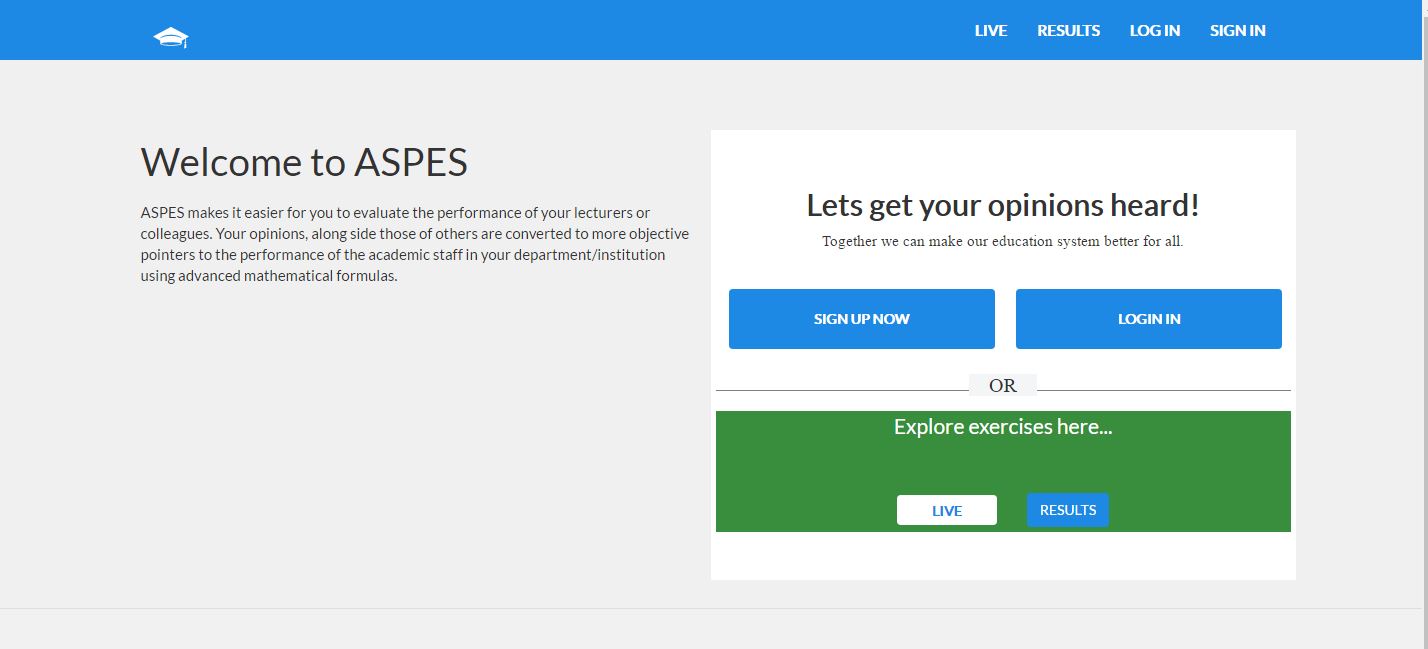 LIVE RESULTS LOG IN SIGN IN
Welcome to ASPES
ASPES makes it easier for you to evaluate the performance of your lecturers or
colleagues. Your opinions, along side those of others are converted to more objective
pointers to the performance of the academic staff in your department/institution
using advanced mathematical formulas.
Lets get your opinions heard!
Together we can make our education system better for all.
SIGN UP NOW LOGIN IN
OR
Explore exercises here...
LIVE RESULTS